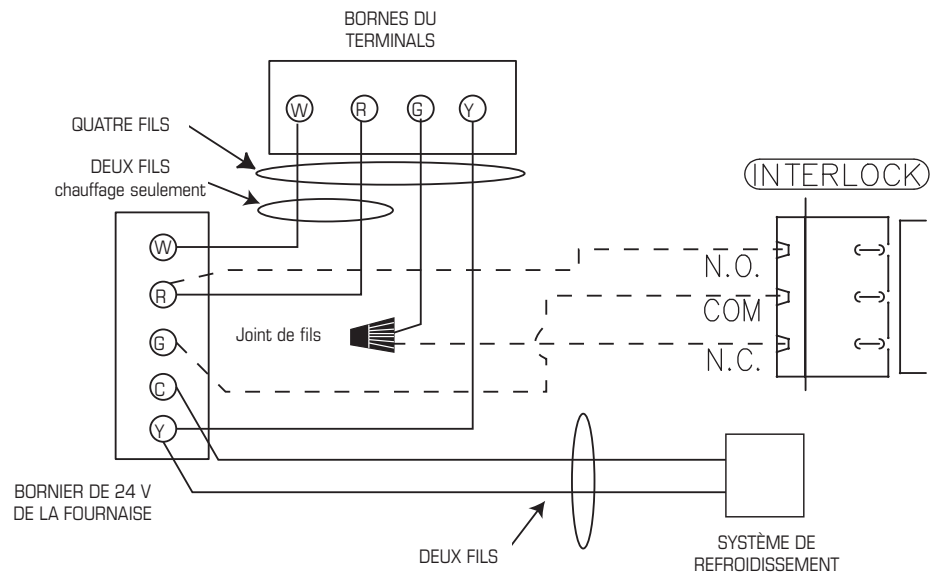 BORNES DU
TERMINALS
W R G Y
QUATRE FILS
DEUX FILS
chauffage seulement
INTERLOCK
W
N.O.
R
COM
Joint de fils
G
N.C.
C
Y
BORNIER DE 24 V
DE LA FOURNAISE
DEUX FILS
SYSTÈME DE
REFROIDISSEMENT